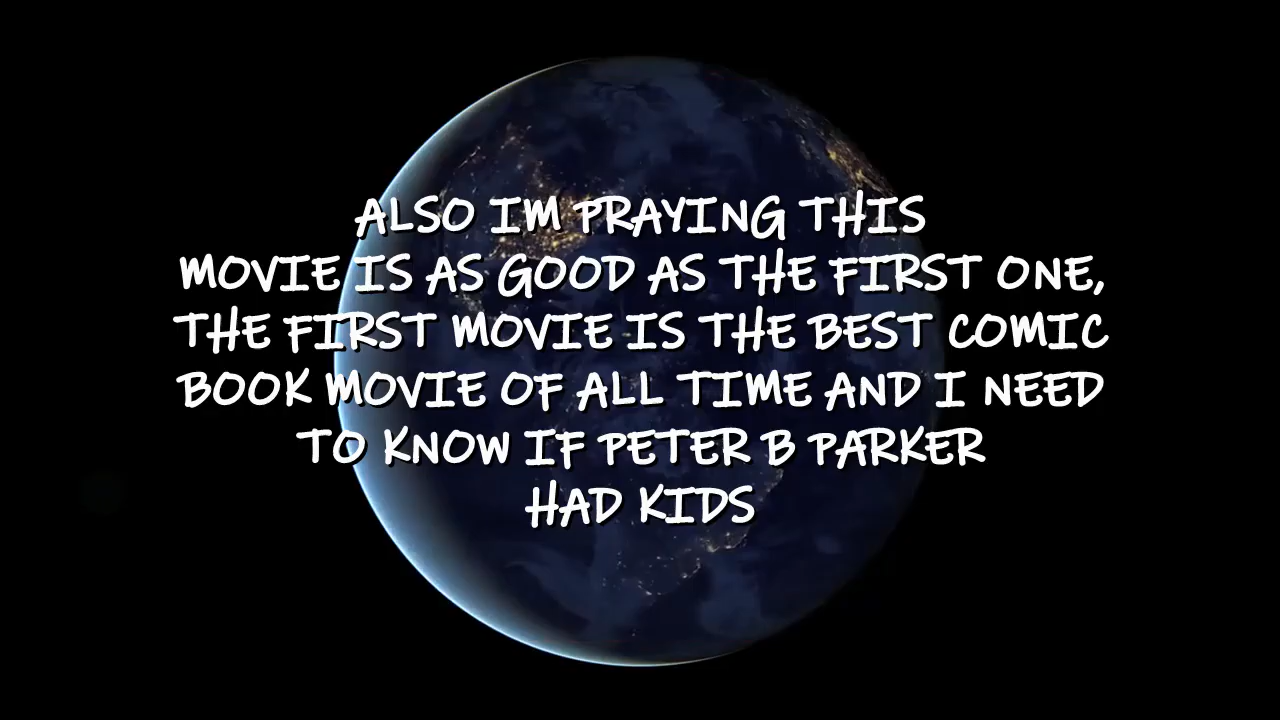 ALSO IM PRAYING THIS
MOVIE IS AS GOOD AS THE FIRST ONE,
THE FIRST MOVIE IS THE BEST COMIC
BOOK MOVIE OF ALL TIME AND I NEED
TO KNOW IF PETER B PARKER
HAD KIDS